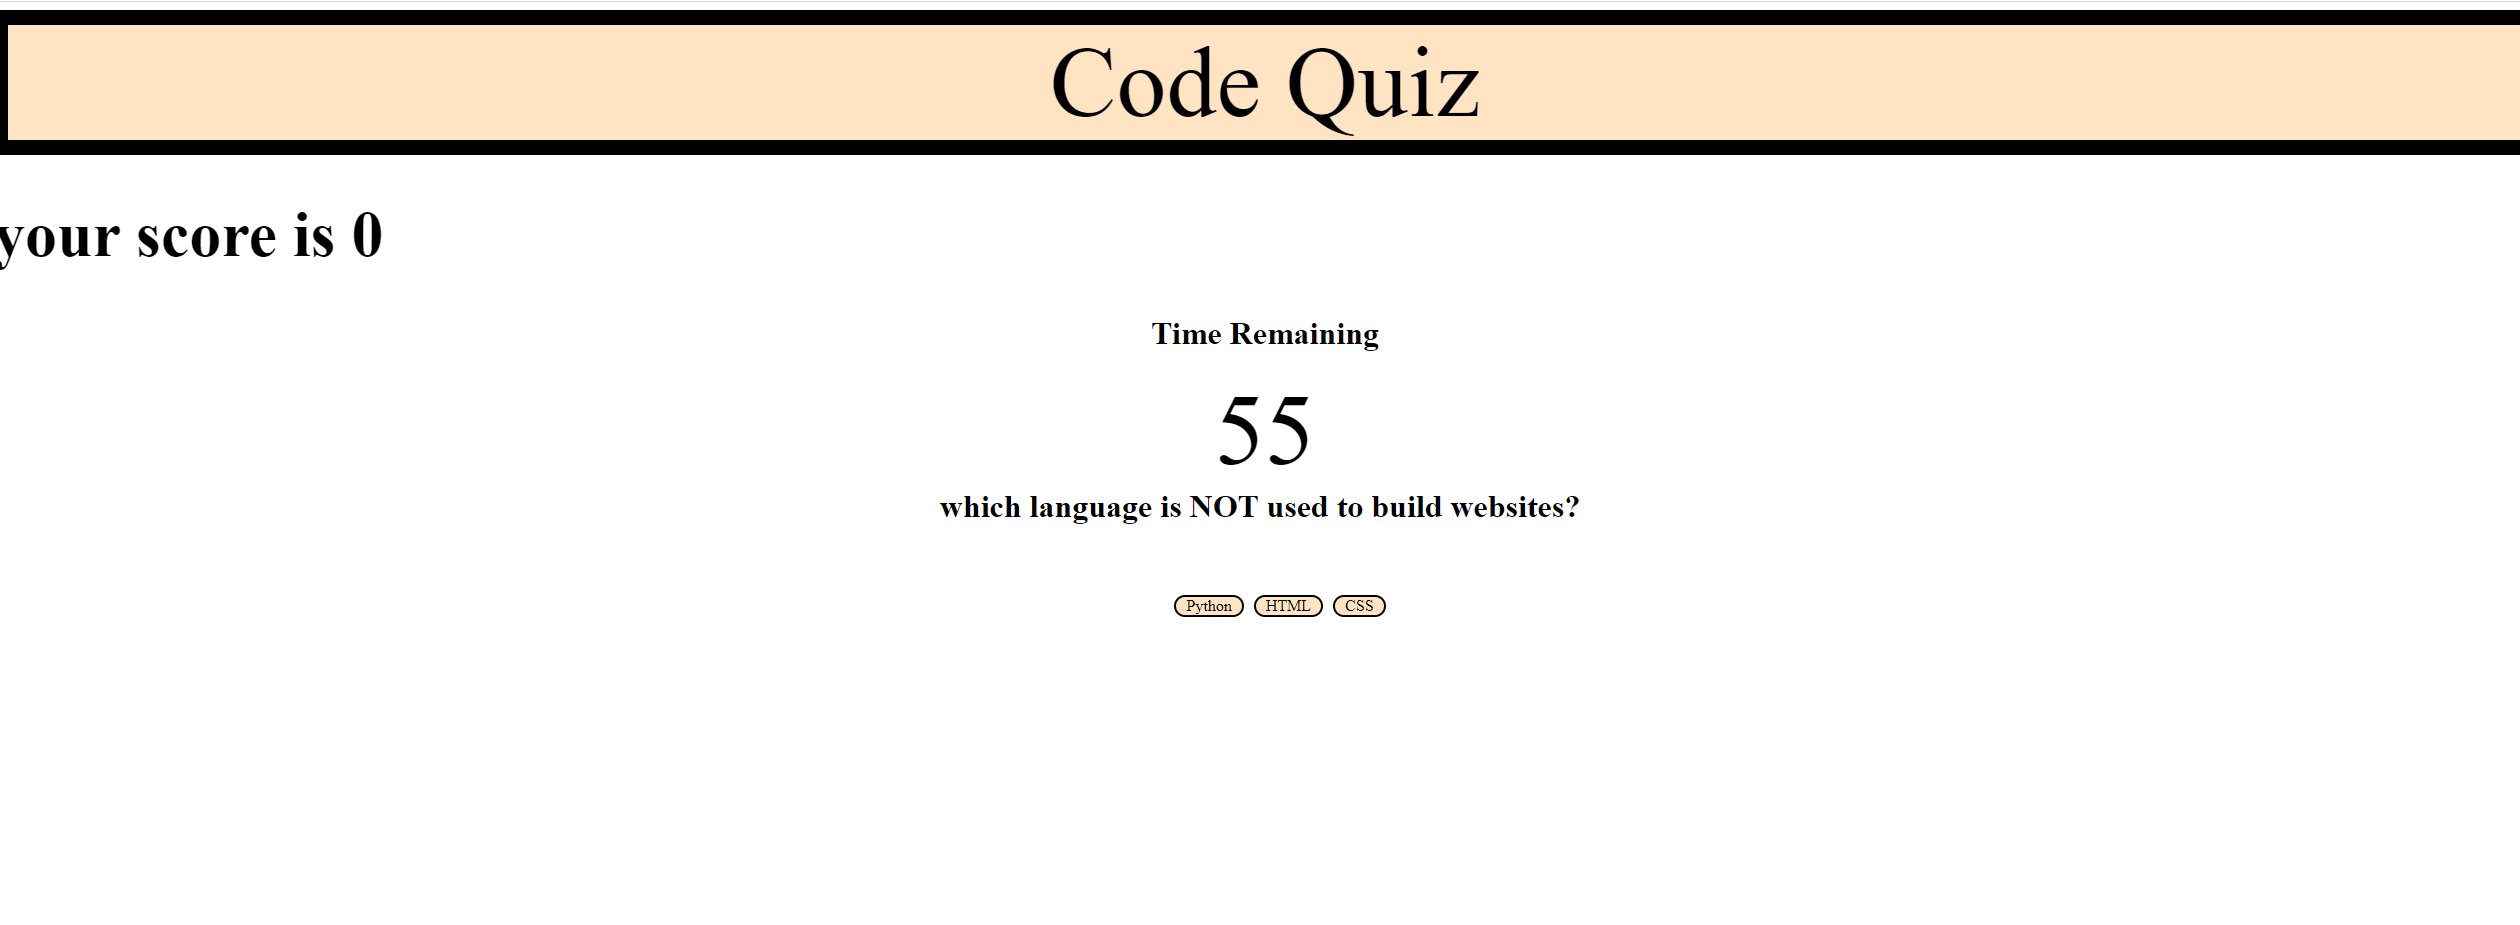 Code Quiz
your score is 0
Time Remaining
55
which language is NOT used to build websites?
Python HTML CSS